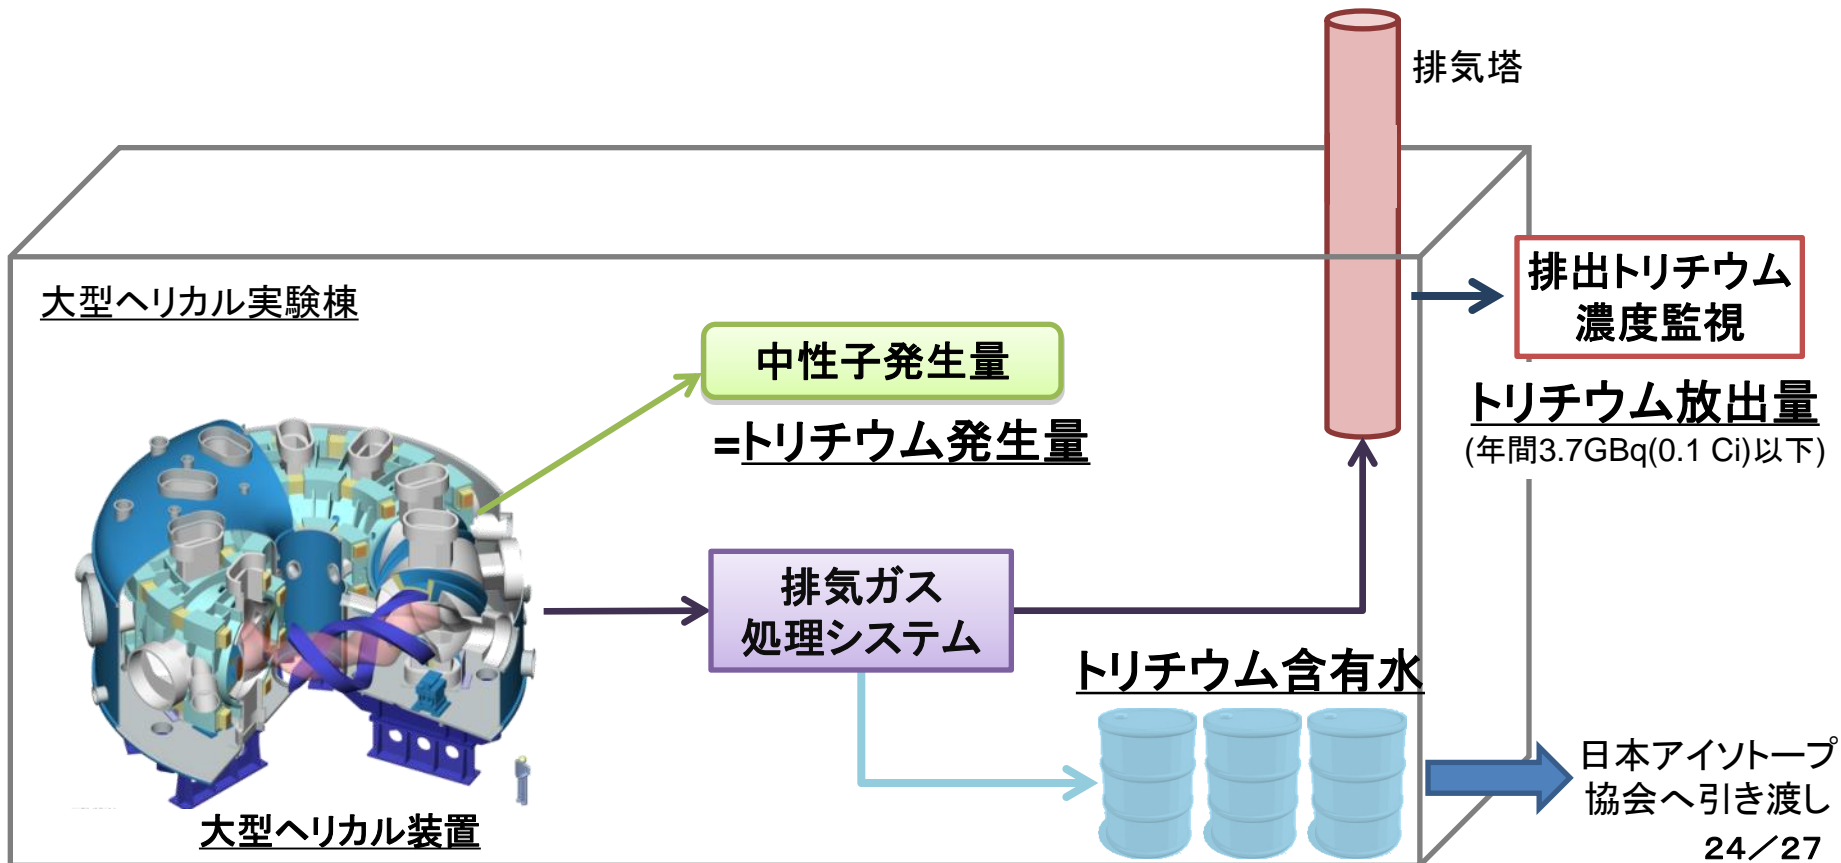 排気塔
大型ヘリカル実験棟
排出トリチウム
濃度監視
中性子発生量
=トリチウム発生量
トリチウム放出量
(年間3.7GBq(0.1 Ci)以下)
排気ガス
処理システム
トリチウム含有水
日本アイソトープ
協会へ引き渡し
大型ヘリカル装置
24／27